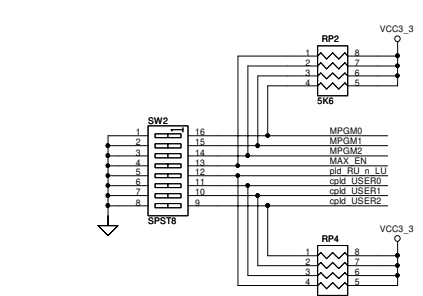 VCC3_3
RP2
1 8
2 7
3 6
4 5
5K6
SW2
1 16 MPGM0
2 15 MPGM1
3 14 MPGM2
4 13 MAX_EN
5 12 pld_RU_n_LU
6 11 cpld_USER0
7 10 cpld_USER1
8 9 cpld_USER2
SPST8
VCC3_3
RP4
1 8
2 7
3 6
4 5